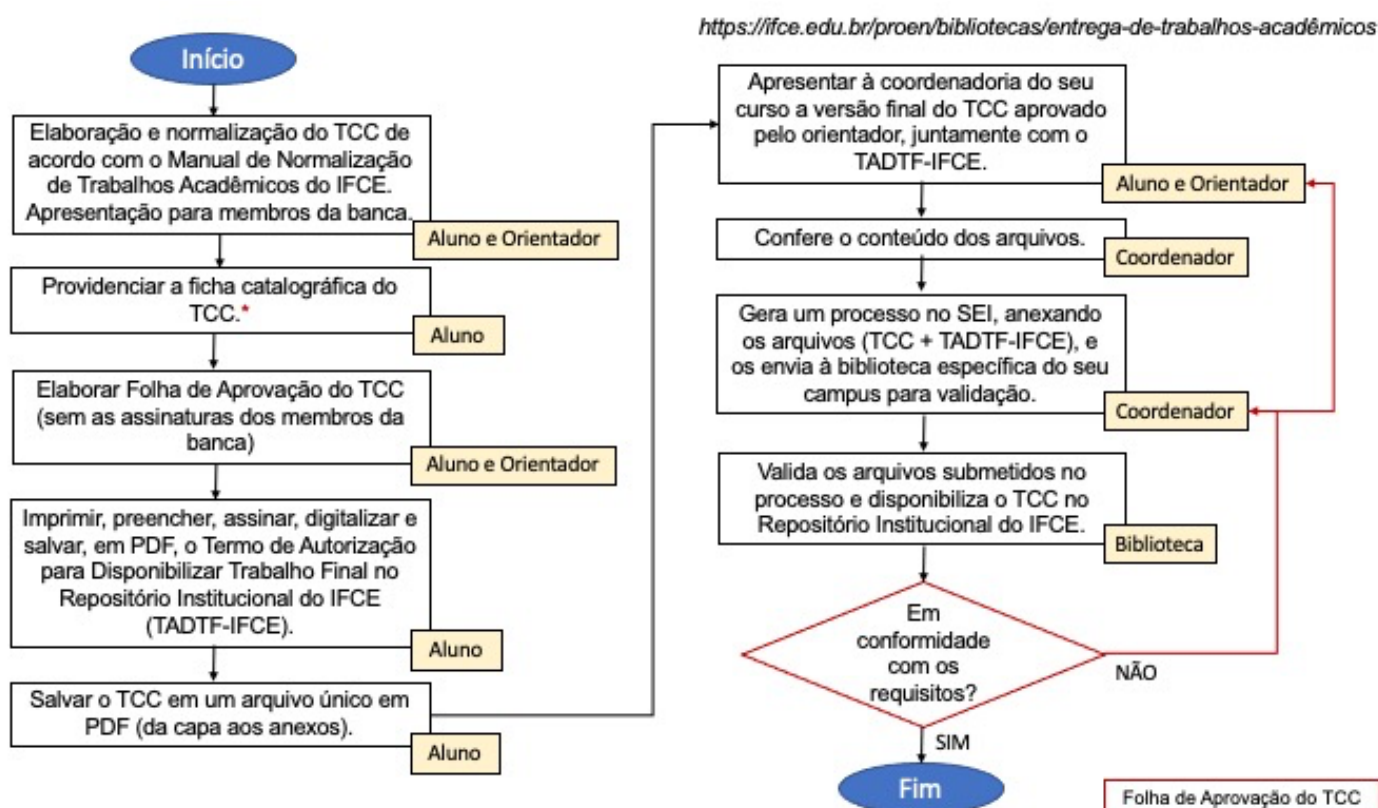 https://ifce.edu.br/proen/bibliotecas/entrega-de-trabalhos-acadêmicos
Início
Elaboração e normalização do TCC de
acordo com o Manual de Normalização
de Trabalhos Acadêmicos do IFCE.
Apresentação para membros da banca.
Aluno e Orientador
Providenciar a ficha catalográfica do
TCC.*
Aluno
Elaborar Folha de Aprovação do TCC
(sem as assinaturas dos membros da
banca)
Aluno e Orientador
Imprimir, preencher, assinar, digitalizar e
salvar, em PDF, o Termo de Autorização
para Disponibilizar Trabalho Final no
Repositório Institucional do IFCE
(TADTF-IFCE).
Aluno
Salvar o TCC em um arquivo único em
PDF (da capa aos anexos).
Aluno
Apresentar à coordenadoria do seu
curso a versão final do TCC aprovado
pelo orientador, juntamente com o
TADTF-IFCE.
Aluno e Orientador
Confere o conteúdo dos arquivos.
Coordenador
Gera um processo no SEI, anexando
os arquivos (TCC + TADTF-IFCE), e
os envia à biblioteca específica do seu
campus para validação.
Coordenador
Valida os arquivos submetidos no
processo e disponibiliza o TCC no
Repositório Institucional do IFCE.
Biblioteca
Em
conformidade
com os
requisitos?
NÃO
SIM
Fim
Folha de Aprovação do TCC